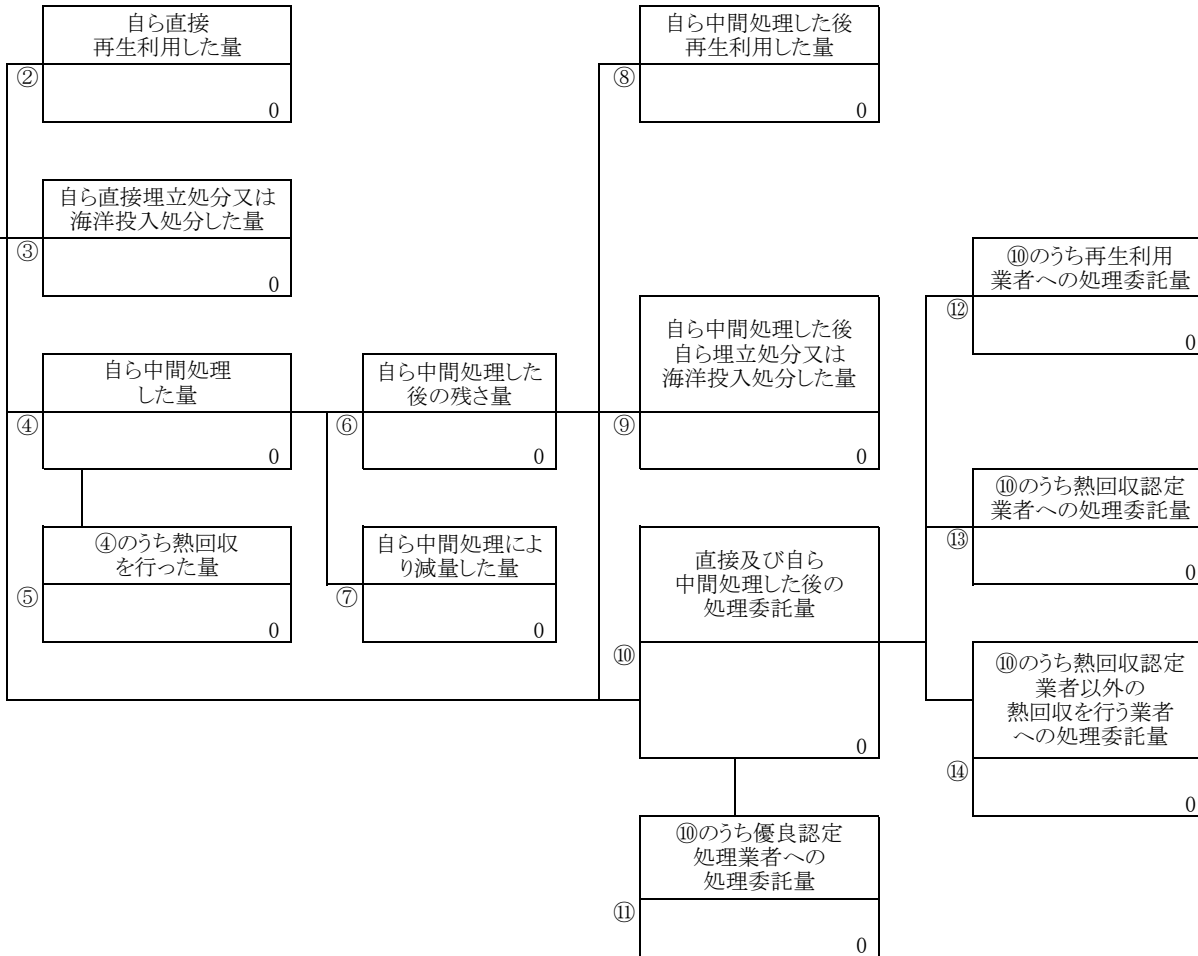 自ら直接
再生利用した量
②
0
自ら中間処理した後
再生利用した量
⑧
0
自ら直接埋立処分又は
海洋投入処分した量
③
0
⑩のうち再生利用
業者への処理委託量
⑫
0
自ら中間処理
した量
④
0
自ら中間処理した
後の残さ量
⑥
0
自ら中間処理した後
自ら埋立処分又は
海洋投入処分した量
⑨
0
⑩のうち熱回収認定
業者への処理委託量
⑬
0
④のうち熱回収
を行った量
⑤
0
自ら中間処理によ
り減量した量
⑦
0
直接及び自ら
中間処理した後の
処理委託量
⑩
0
⑩のうち熱回収認定
業者以外の
熱回収を行う業者
への処理委託量
⑭
0
⑩のうち優良認定
処理業者への
処理委託量
⑪
0